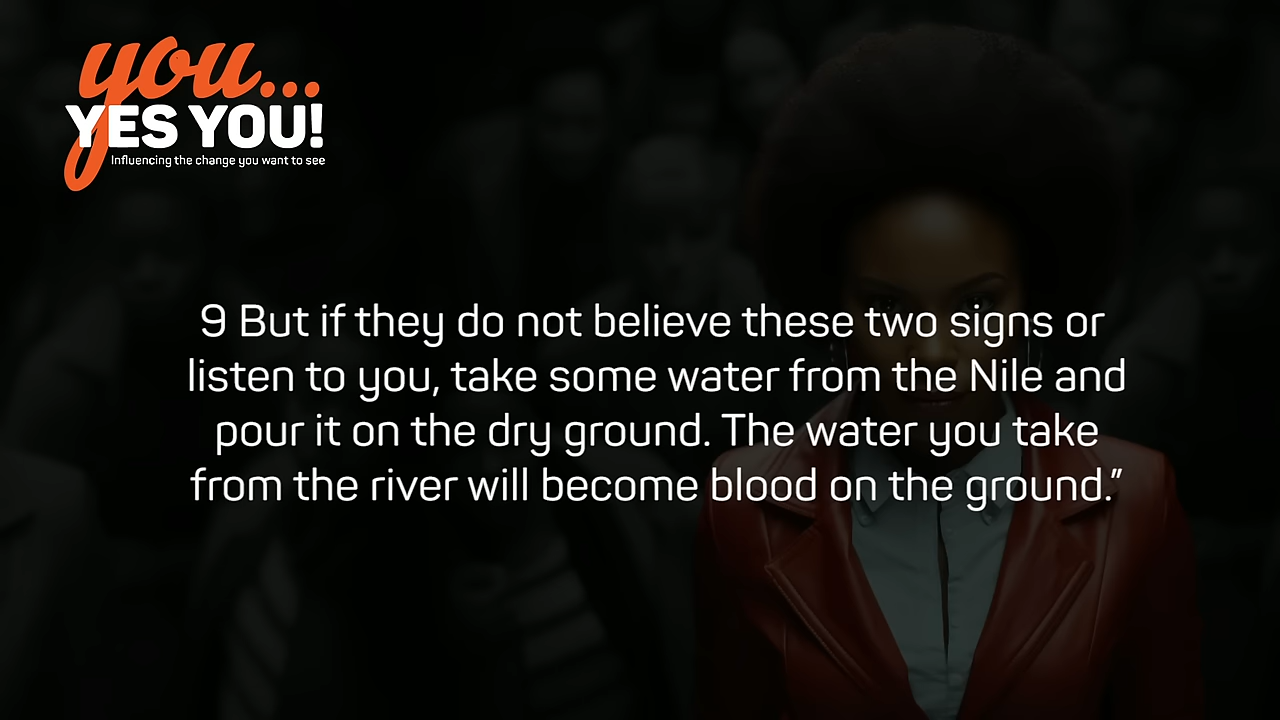 you...
YES YOU!
Influencing the change you want to see
9 But if they do not believe these two signs or
listen to you, take some water from the Nile and
pour it on the dry ground. The water you take
from the river will become blood on the ground.”